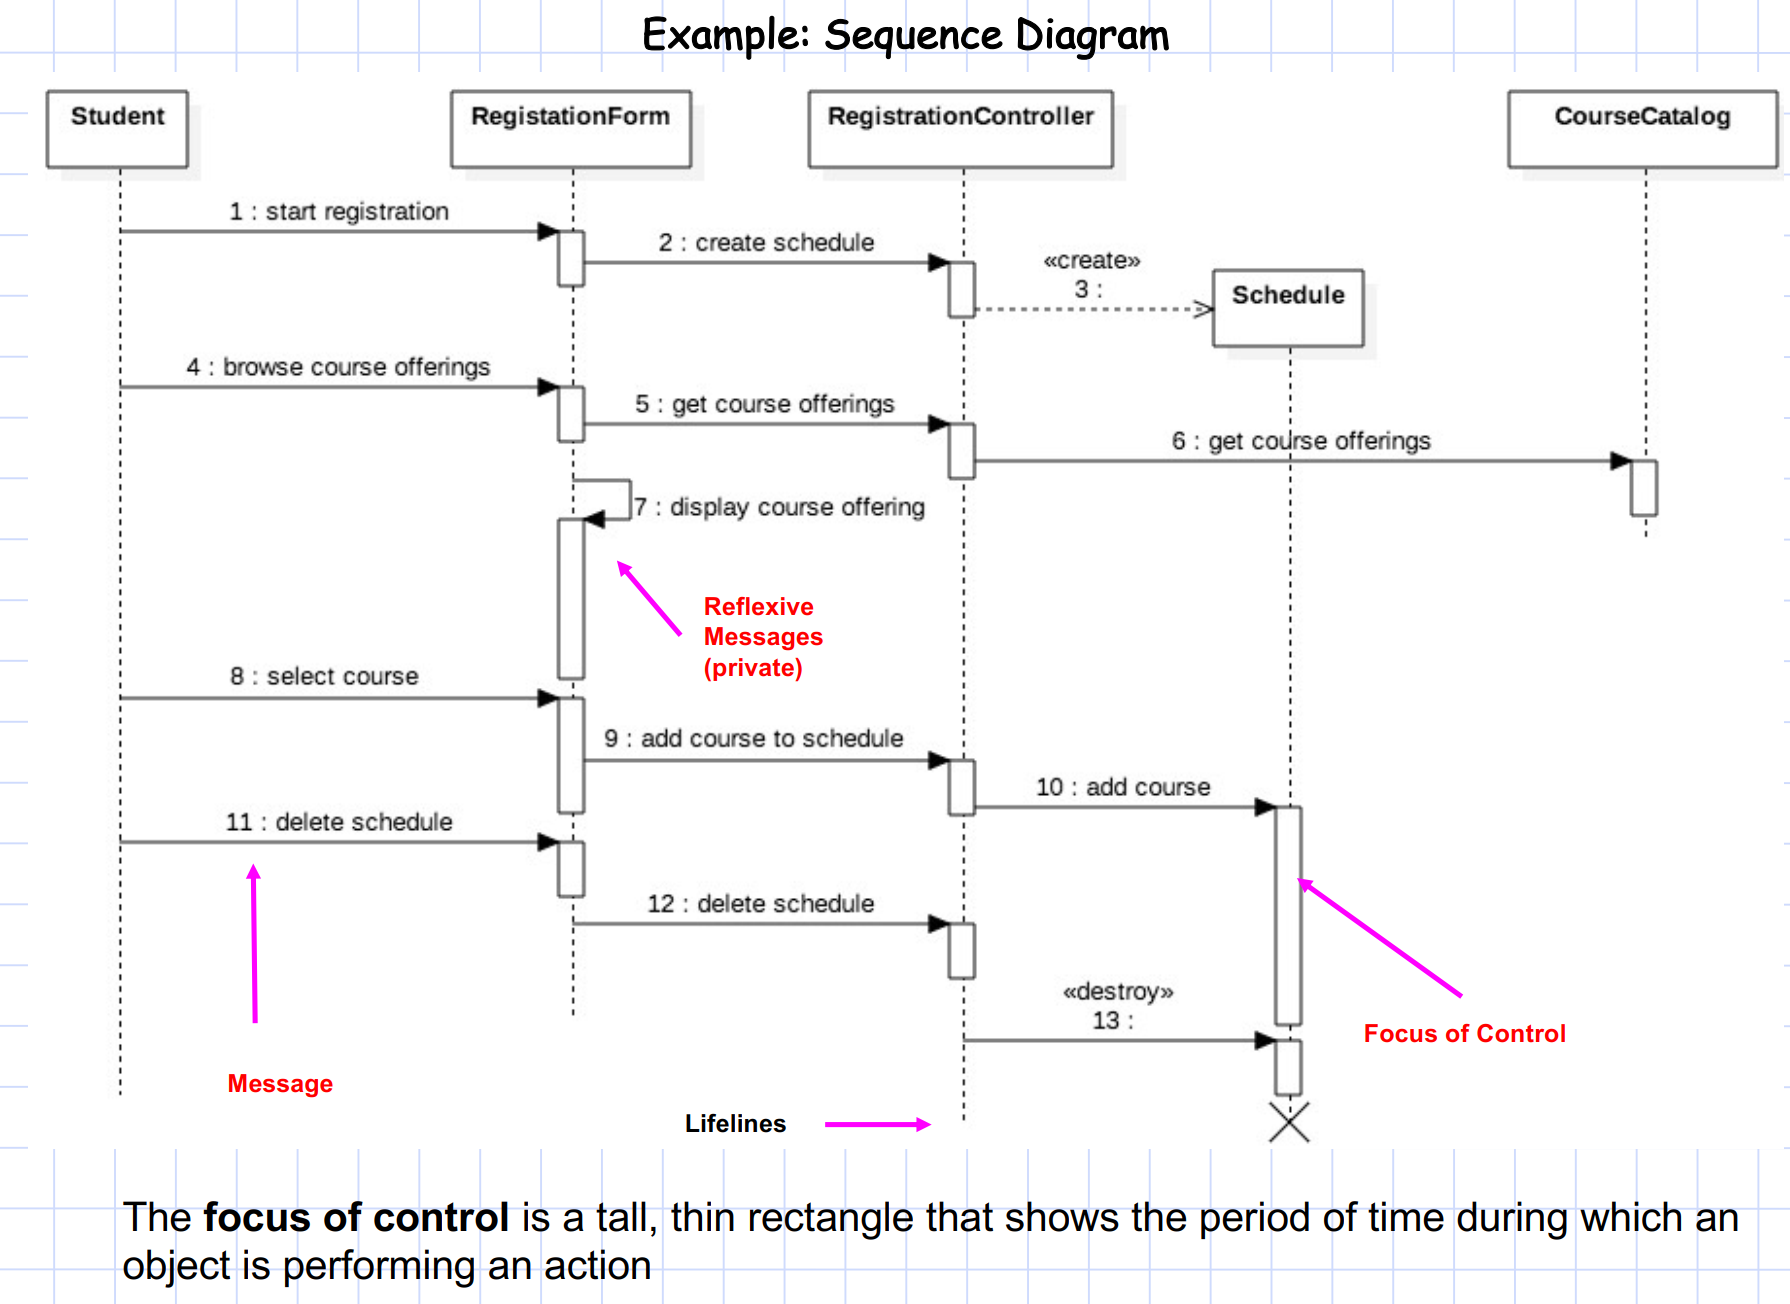 Example: Sequence Diagram
Student
RegistationForm
RegistrationController
CourseCatalog
1 : start registration
2 : create schedule
«create»
3 :
Schedule
4 : browse course offerings
5 : get course offerings
6 : get course offerings
7 : display course offering
Reflexive
Messages
(private)
8 : select course
9 : add course to schedule
10 : add course
11 : delete schedule
12 : delete schedule
«destroy»
13 :
Focus of Control
Message
Lifelines
The focus of control is a tall, thin rectangle that shows the period of time during which an
object is performing an action